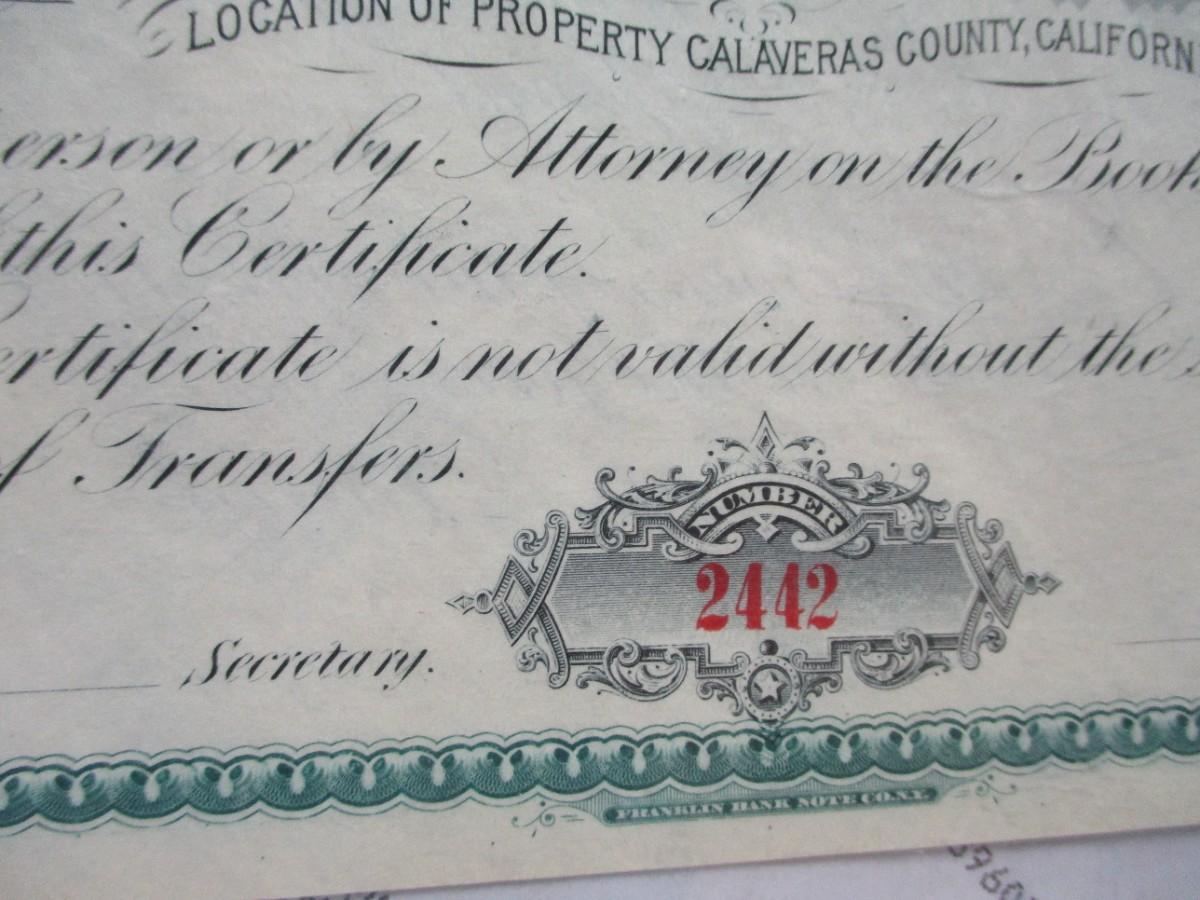 LOCATION OF PROPERTY CALAVERAS COUNTY, CALIFORN
erson or by Attorney on the Book
this Certificate.
ertificate is not valid without the
f Transfers.
NUMBER
2442
Secretary.
FRANKLIN BANK NOTE CO. N.Y.